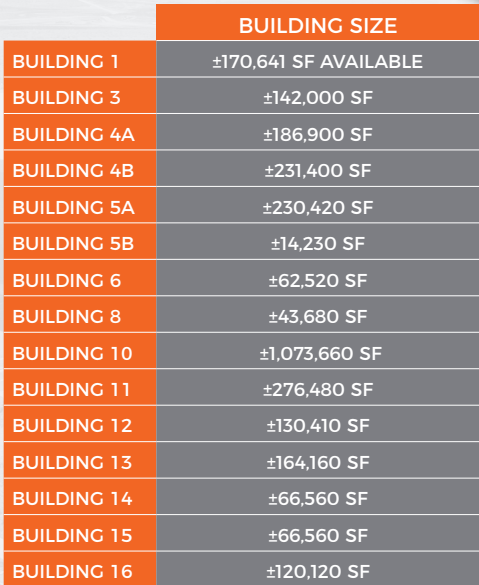 BUILDING SIZE
BUILDING 1 ±170,641 SF AVAILABLE
BUILDING 3 ±142,000 SF
BUILDING 4A ±186,900 SF
BUILDING 4B ±231,400 SF
BUILDING 5A ±230,420 SF
BUILDING 5B ±14,230 SF
BUILDING 6 ±62,520 SF
BUILDING 8 ±43,680 SF
BUILDING 10 ±1,073,660 SF
BUILDING 11 ±276,480 SF
BUILDING 12 ±130,410 SF
BUILDING 13 ±164,160 SF
BUILDING 14 ±66,560 SF
BUILDING 15 ±66,560 SF
BUILDING 16 ±120,120 SF